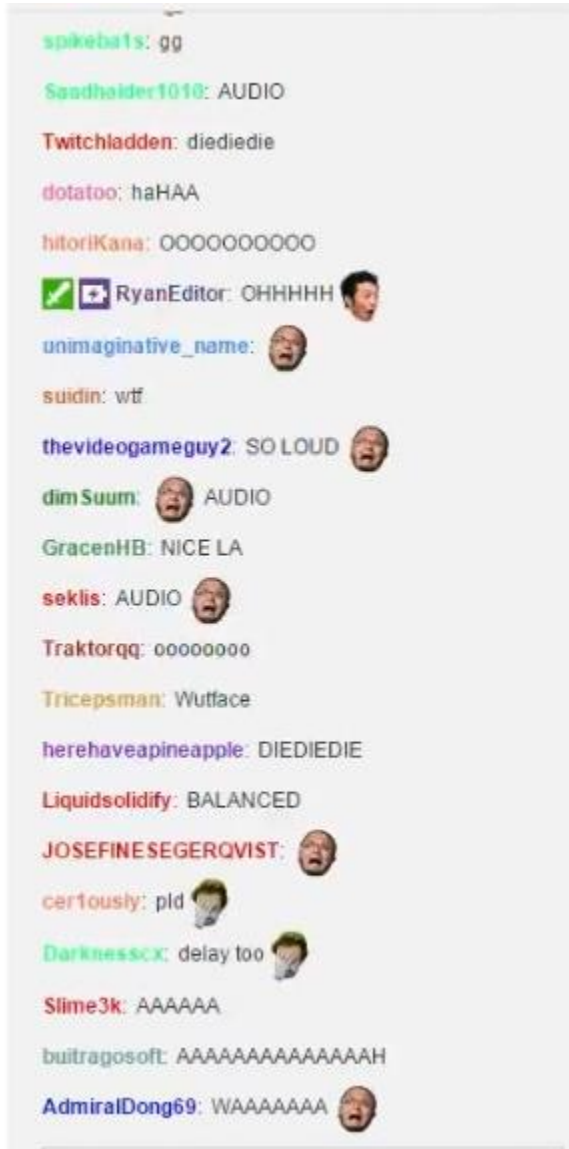 spikeba1s: gg
Saadhaider1010: AUDIO
Twitchladden: diediedie
dotatoo: haHAA
hitoriKana: OOOOOOOOOO
RyanEditor: OHHHHH
unimaginative_name:
suidin: wtf
thevideogameguy2: SO LOUD
dimSuum: AUDIO
GracenHB: NICE LA
seklis: AUDIO
Traktorqq: oooooooo
Tricepsman: Wutface
herehaveapineapple: DIEDIEDIE
Liquidsolidify: BALANCED
JOSEFINESEGERQVIST:
cer1ously: pld
Darknesscx: delay too
Slime3k: AAAAAA
buitragosoft: AAAAAAAAAAAAAAH
AdmiralDong69: WAAAAAAA